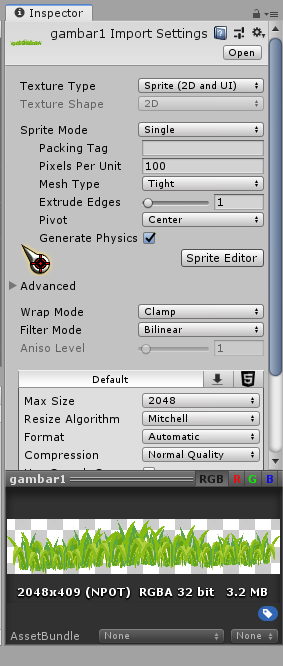 Inspector
gambar1 Import Settings
Open
Texture Type Sprite (2D and UI)
Texture Shape 2D
Sprite Mode Single
Packing Tag
Pixels Per Unit 100
Mesh Type Tight
Extrude Edges 1
Pivot Center
Generate Physics
Sprite Editor
Advanced
Wrap Mode Clamp
Filter Mode Bilinear
Aniso Level 1
Default
Max Size 2048
Resize Algorithm Mitchell
Format Automatic
Compression Normal Quality
gambar1 RGB R G B
2048x409 (NPOT) RGBA 32 bit 3.2 MB
AssetBundle None None